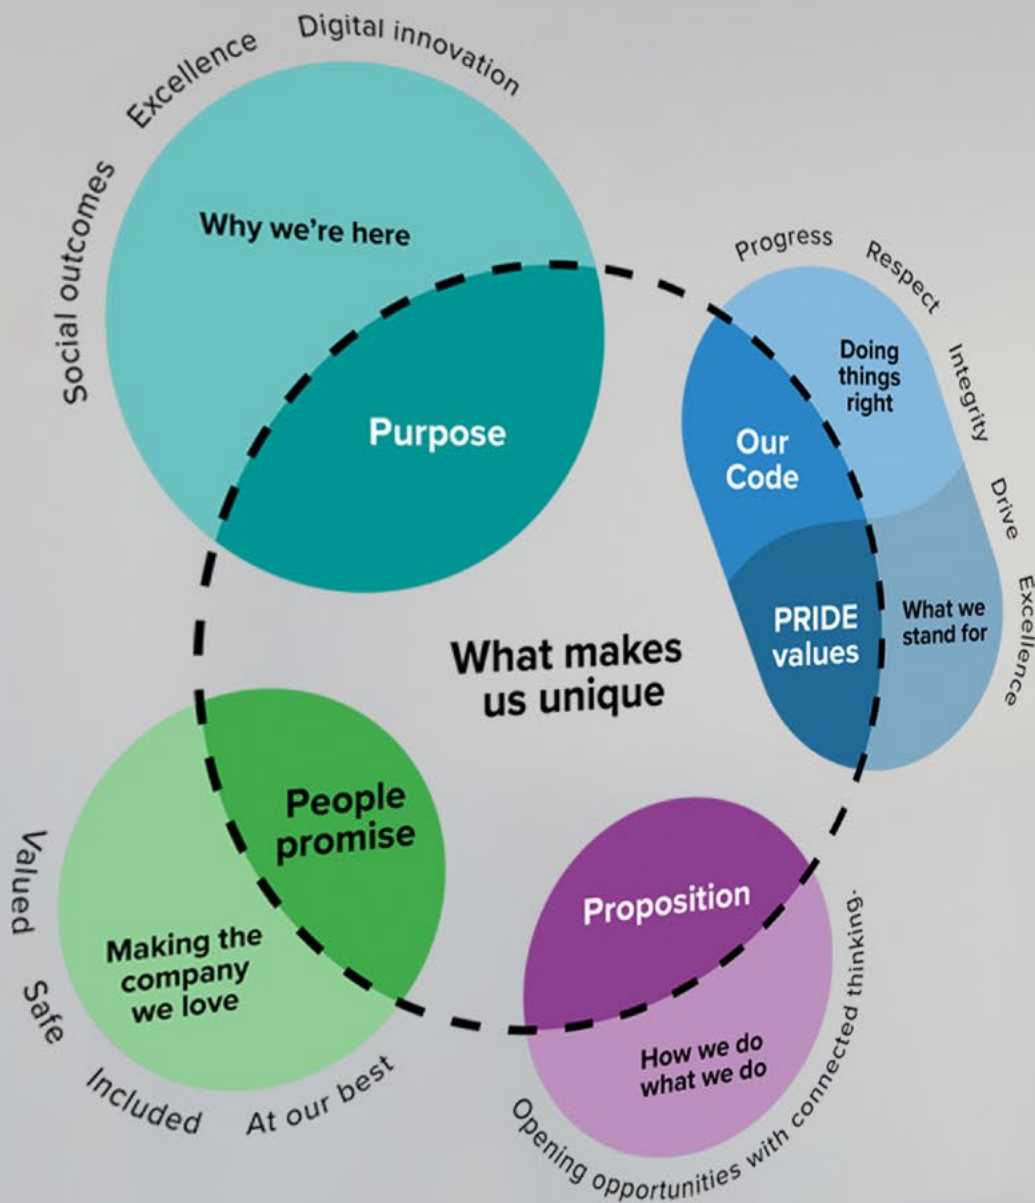 Social outcomes
Excellence
Digital innovation
Why we're here
Purpose
Progress
Respect
Integrity
Drive
Excellence
Doing
things
right
Our
Code
PRIDE
values
What we
stand for
What makes
us unique
People
promise
Making the
company
we love
Valued
Safe
Included
At our best
Proposition
How we do
what we do
Opening opportunities with connected thinking.